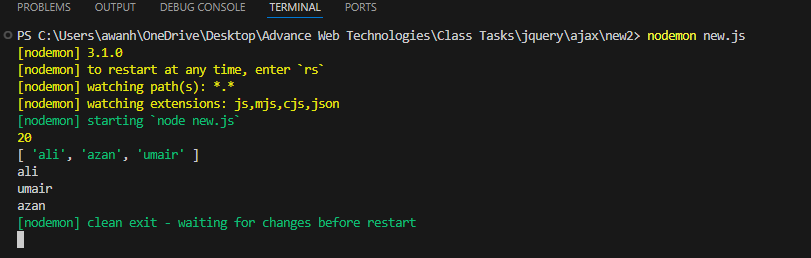 PROBLEMS OUTPUT DEBUG CONSOLE TERMINAL PORTS
PS C:\Users\awanh\OneDrive\Desktop\Advance Web Technologies\Class Tasks\jquery\ajax\new2> nodemon new.js
[nodemon] 3.1.0
[nodemon] to restart at any time, enter `rs`
[nodemon] watching path(s): *.*
[nodemon] watching extensions: js,mjs,cjs,json
[nodemon] starting `node new.js`
20
[ 'ali', 'azan', 'umair' ]
ali
umair
azan
[nodemon] clean exit - waiting for changes before restart